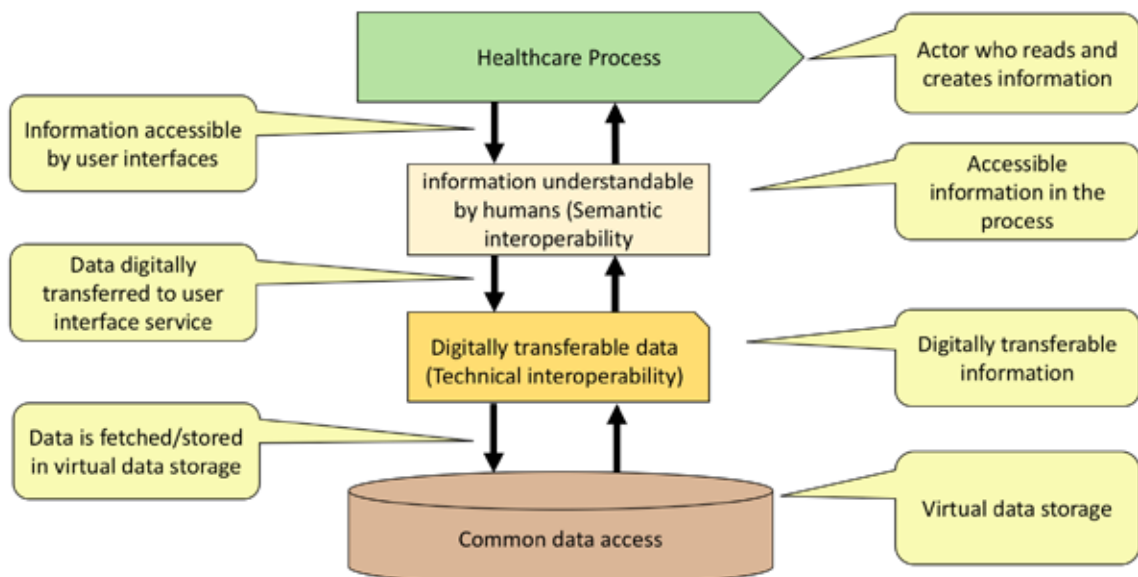 Healthcare Process
Actor who reads and
creates information
Information accessible
by user interfaces
information understandable
by humans (Semantic
interoperability
Accessible
information in the
process
Data digitally
transferred to user
interface service
Digitally transferable data
(Technical interoperability)
Digitally transferable
information
Data is fetched/stored
in virtual data storage
Common data access
Virtual data storage